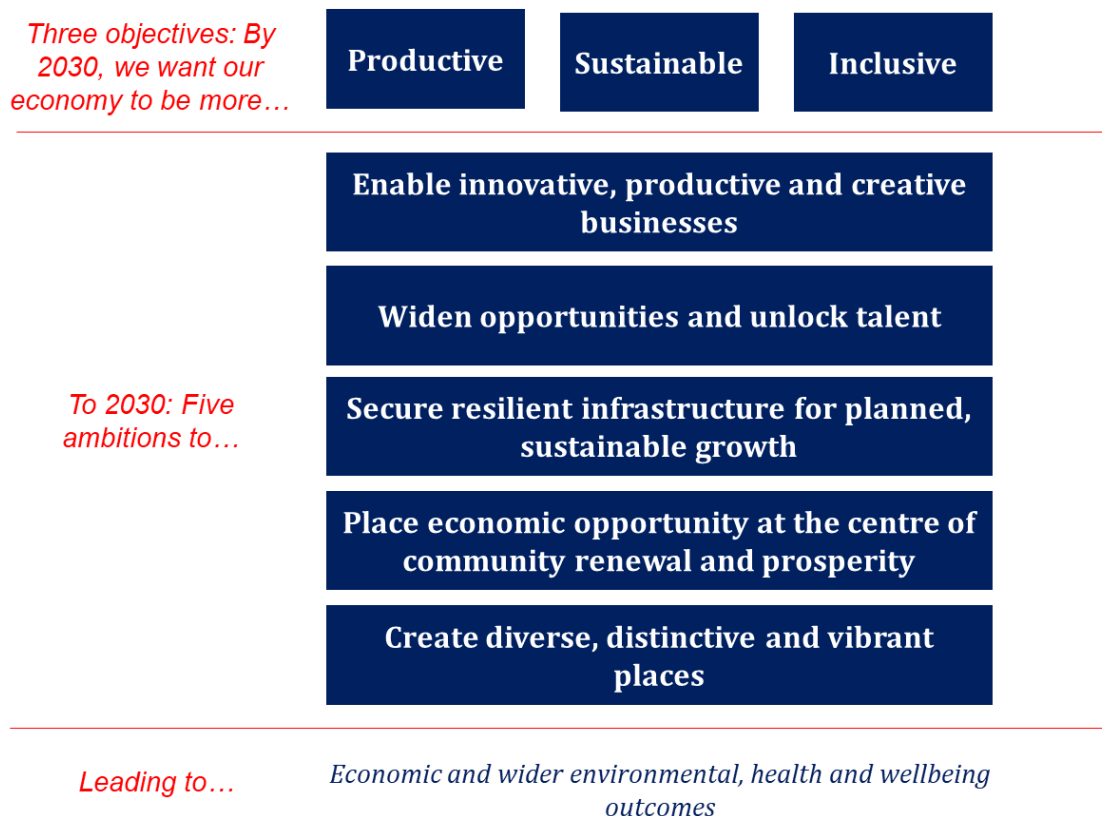 Three objectives: By
2030, we want our
economy to be more…
Productive
Sustainable
Inclusive
To 2030: Five
ambitions to…
Enable innovative, productive and creative
businesses
Widen opportunities and unlock talent
Secure resilient infrastructure for planned,
sustainable growth
Place economic opportunity at the centre of
community renewal and prosperity
Create diverse, distinctive and vibrant
places
Leading to…
Economic and wider environmental, health and wellbeing
outcomes